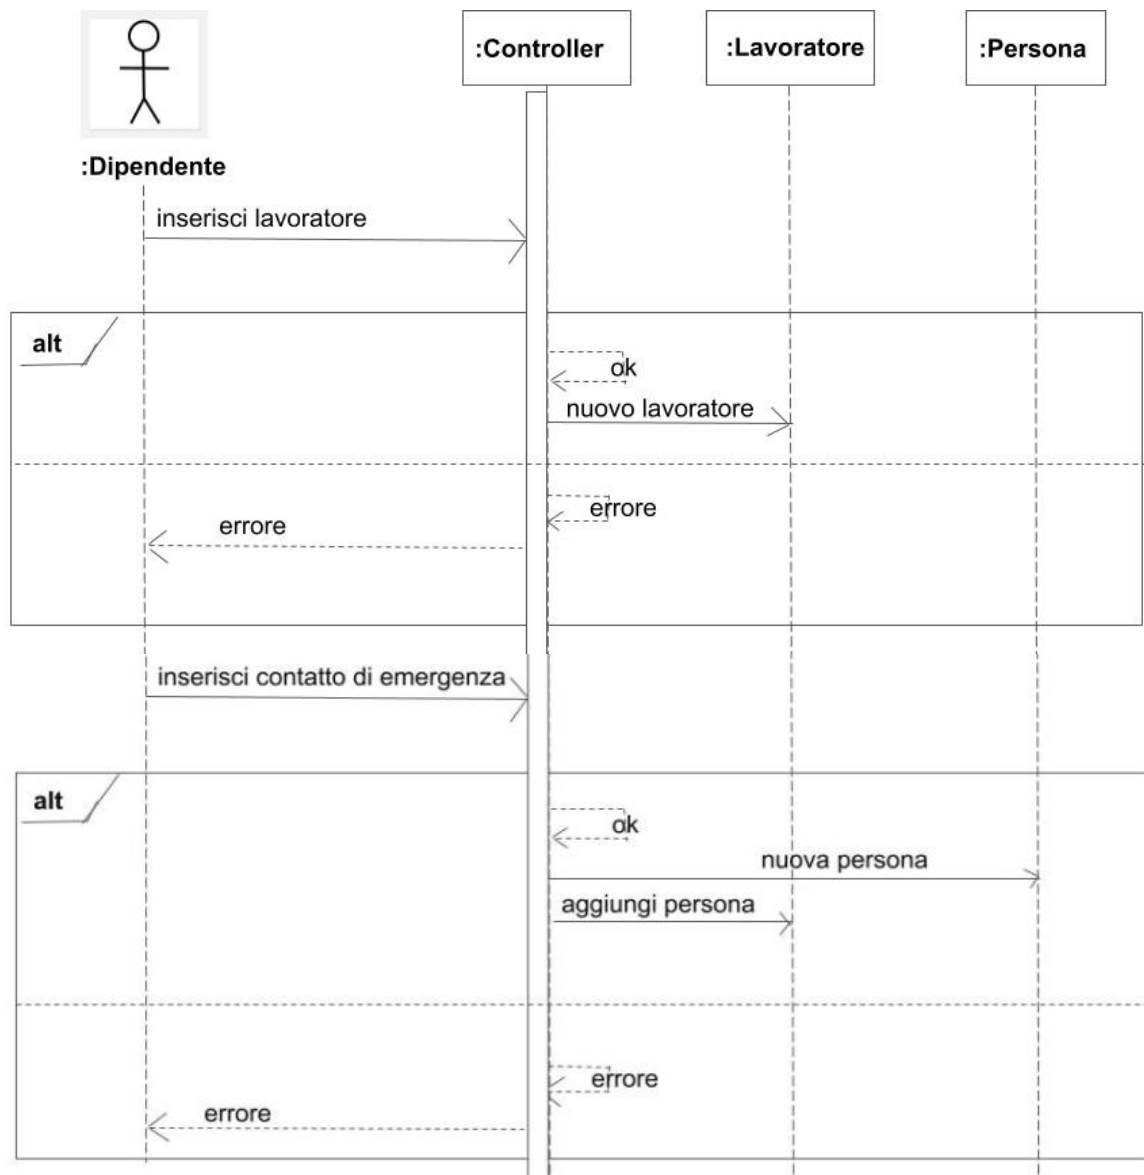 :Controller
:Lavoratore
:Persona
:Dipendente
inserisci lavoratore
alt
ok
nuovo lavoratore
errore
errore
inserisci contatto di emergenza
alt
ok
nuova persona
aggiungi persona
errore
errore